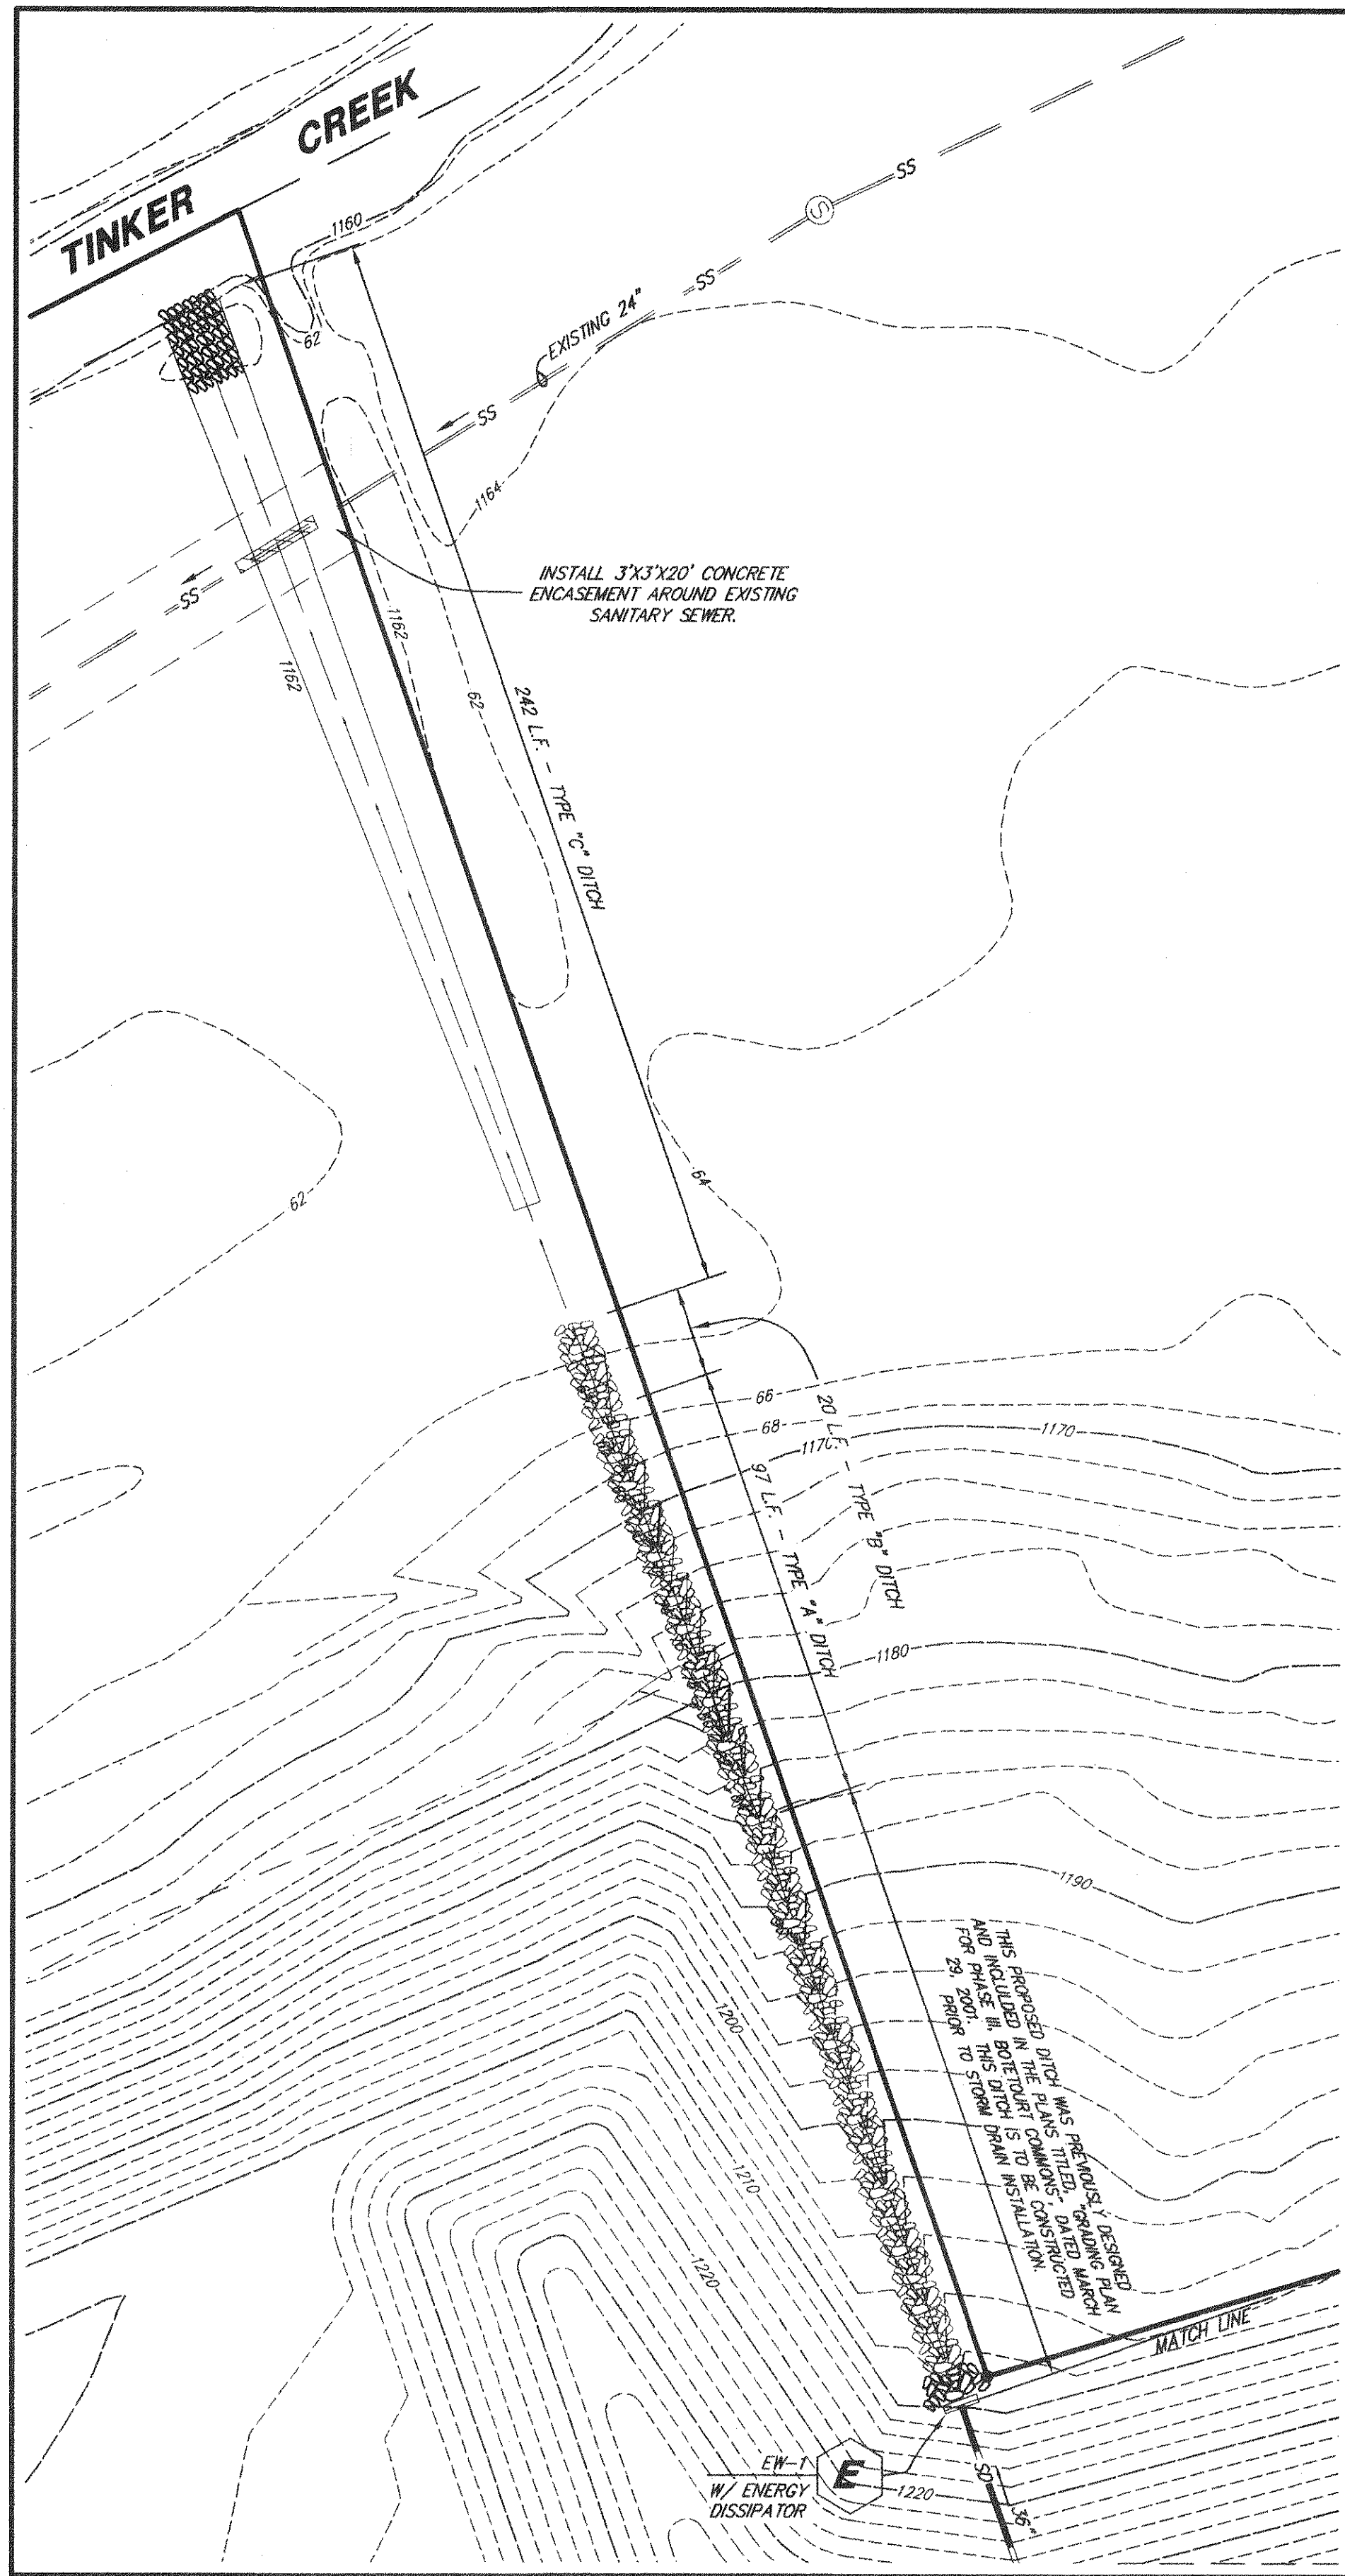 TINKER CREEK
1160
SS
S
SS
EXISTING 24"
62
SS
1164
INSTALL 3'X3'X20' CONCRETE
ENCASEMENT AROUND EXISTING
SANITARY SEWER.
SS
1162
1162
62
242 L.F. - TYPE "C" DITCH
64
62
66
68
1170
1170
20 L.F. - TYPE "B" DITCH
97 L.F. - TYPE "A" DITCH
1180
1190
THIS PROPOSED DITCH WAS PREVIOUSLY DESIGNED
AND INCLULDED IN THE PLANS TITLED, "GRADING PLAN
FOR PHASE III, BOTETOURT COMMONS", DATED MARCH
29, 2001. THIS DITCH IS TO BE CONSTRUCTED
PRIOR TO STORM DRAIN INSTALLATION.
1200
1210
1220
MATCH LINE
EW-1
W/ ENERGY
DISSIPATOR
E
1220
SD
36"